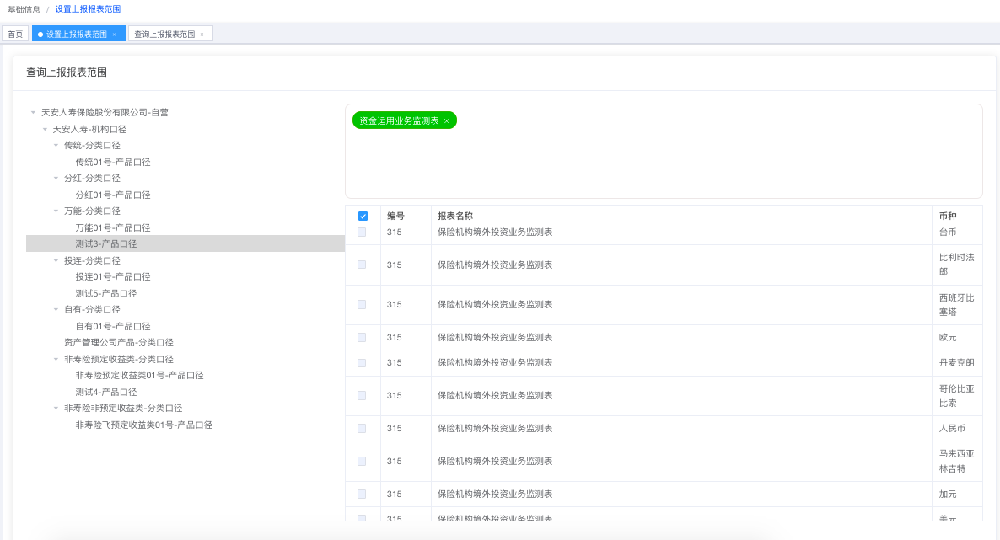 基础信息 / 设置上报报表范围
首页 设置上报报表范围 × 查询上报报表范围 ×
查询上报报表范围
天安人寿保险股份有限公司-自营
天安人寿-机构口径
传统-分类口径
传统01号-产品口径
分红-分类口径
分红01号-产品口径
万能-分类口径
万能01号-产品口径
测试3-产品口径
投连-分类口径
投连01号-产品口径
测试5-产品口径
自有-分类口径
自有01号-产品口径
资产管理公司产品-分类口径
非寿险预定收益类-分类口径
非寿险预定收益类01号-产品口径
测试4-产品口径
非寿险非预定收益类-分类口径
非寿险飞预定收益类01号-产品口径
资金运用业务监测表 ×
编号 报表名称 币种
315 保险机构境外投资业务监测表 台币
315 保险机构境外投资业务监测表 比利时法
郎
315 保险机构境外投资业务监测表 西班牙比
塞塔
315 保险机构境外投资业务监测表 欧元
315 保险机构境外投资业务监测表 丹麦克朗
315 保险机构境外投资业务监测表 哥伦比亚
比索
315 保险机构境外投资业务监测表 人民币
315 保险机构境外投资业务监测表 马来西亚
林吉特
315 保险机构境外投资业务监测表 加元
315 保险机构境外投资业务监测表 美元